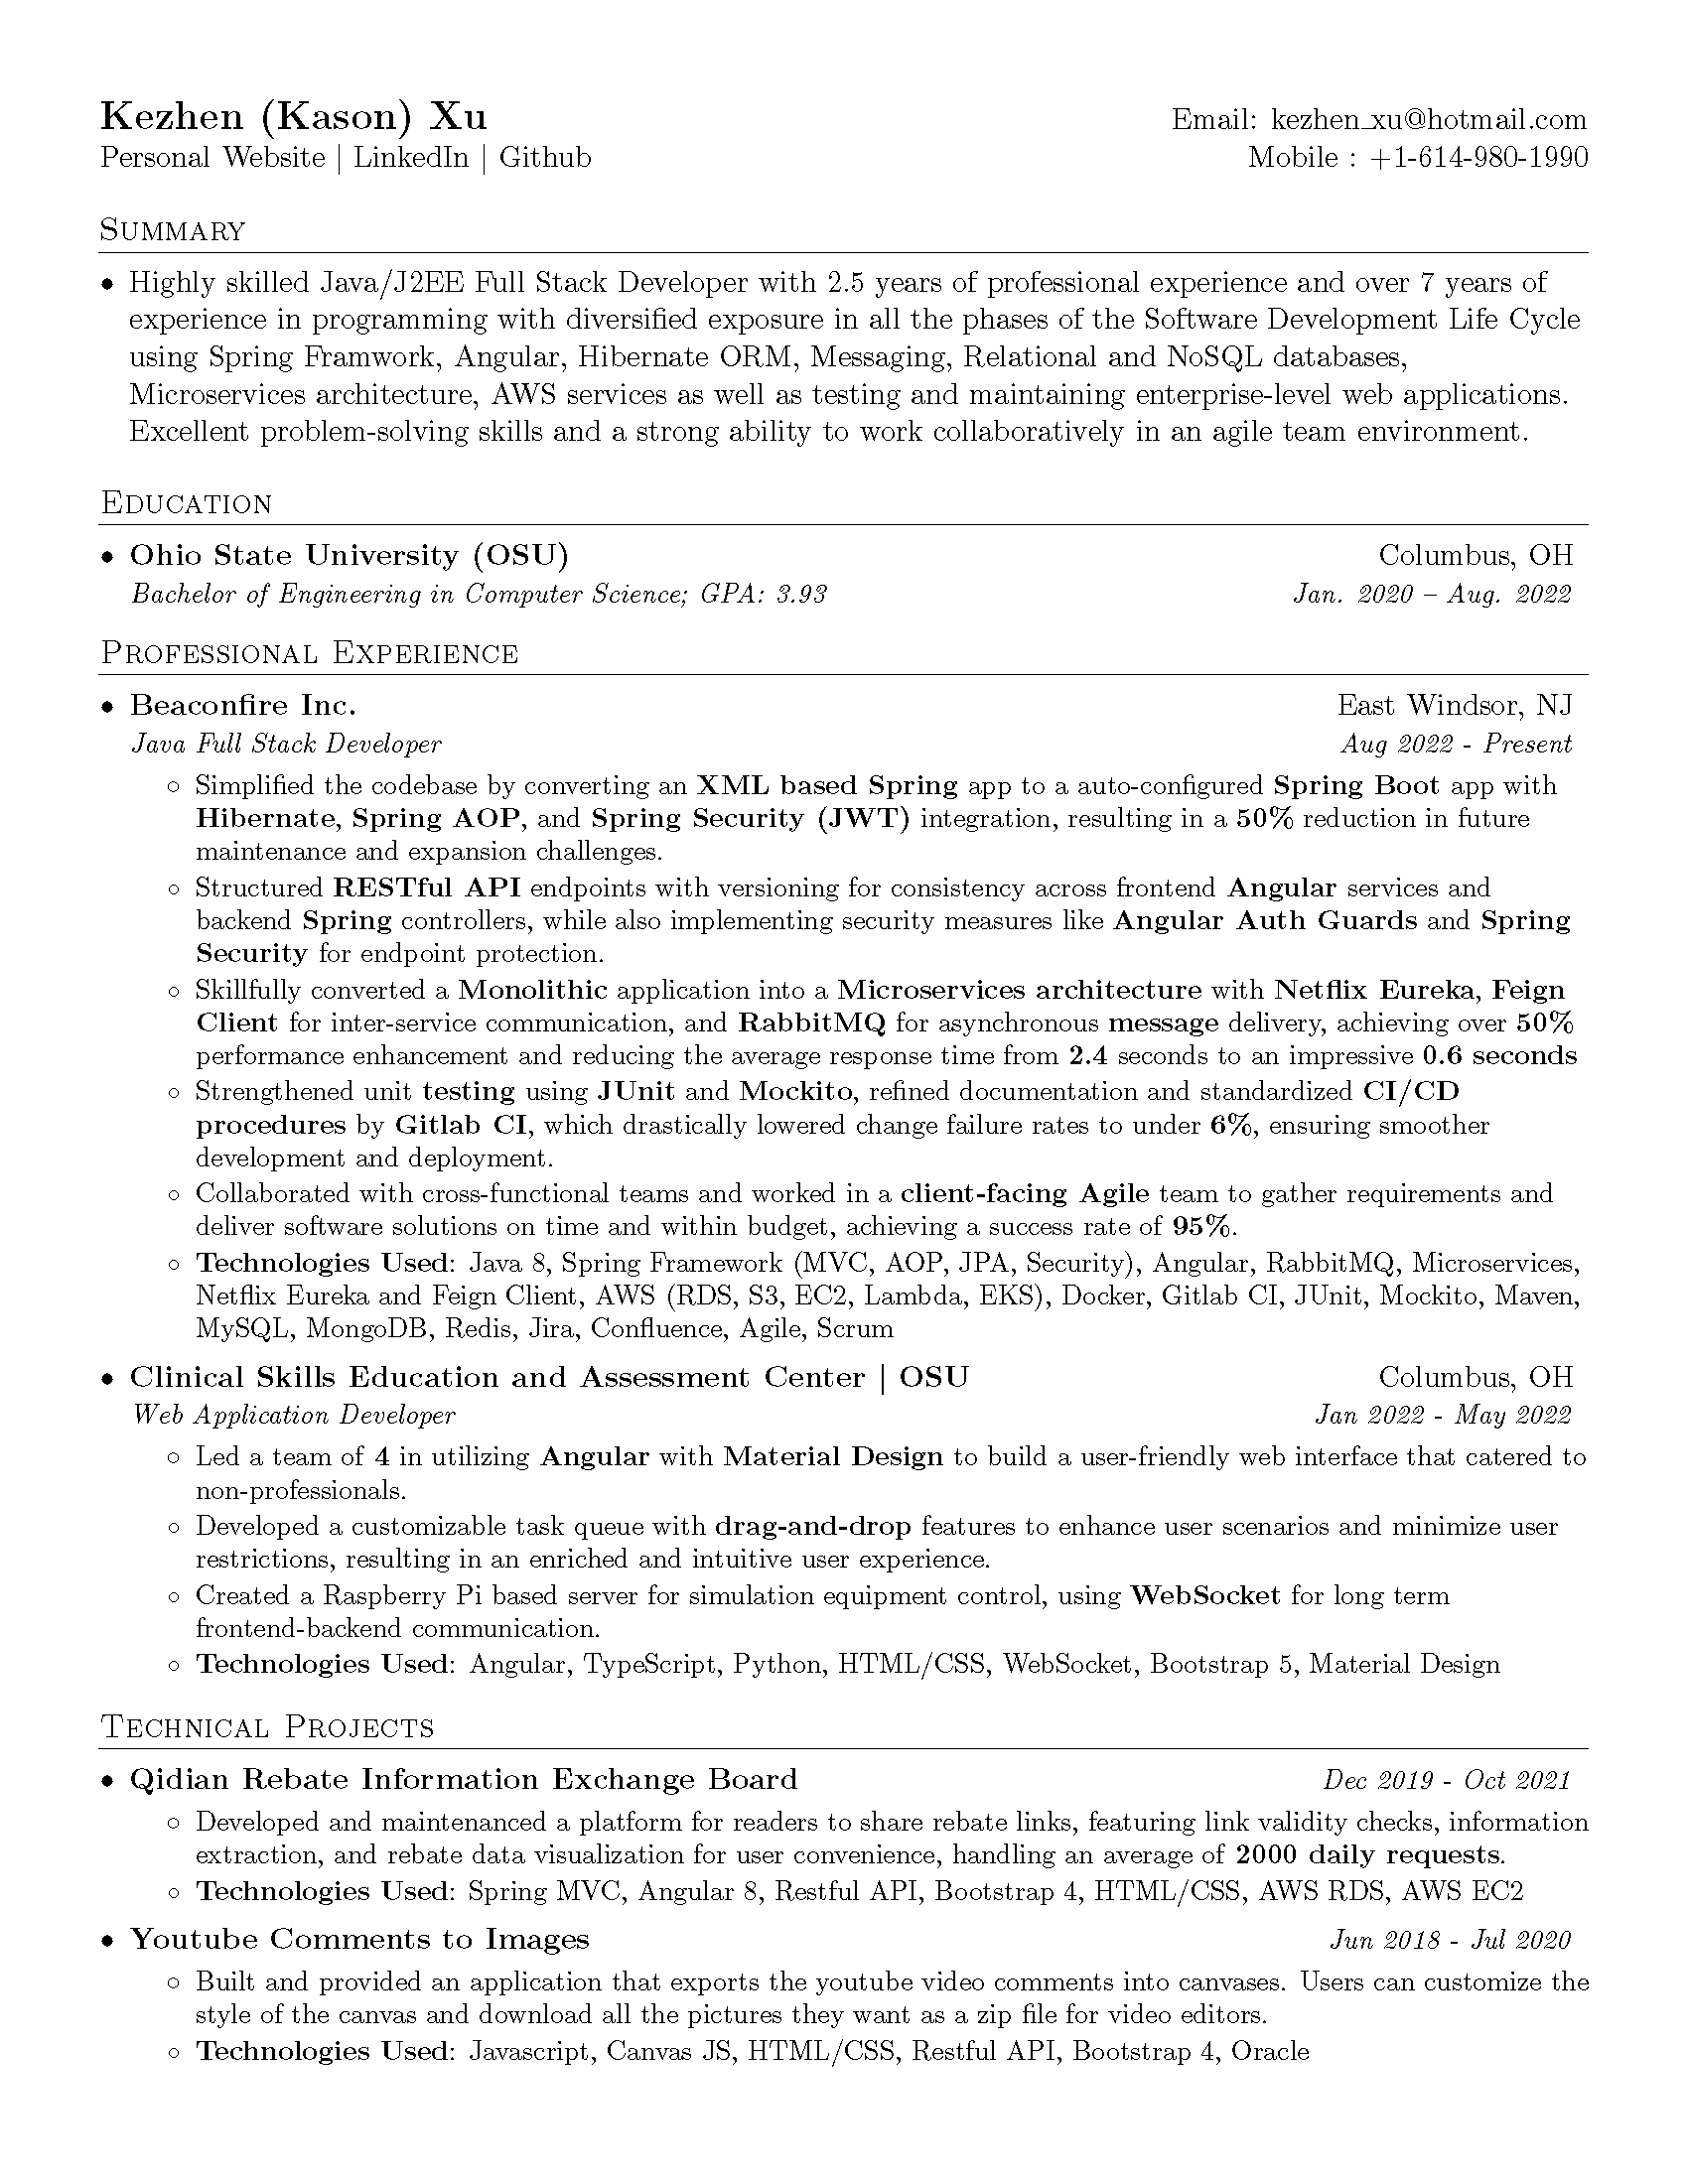 Kezhen (Kason) Xu
Email: kezhen_xu@hotmail.com
Personal Website | LinkedIn | Github
Mobile : +1-614-980-1990
Summary
• Highly skilled Java/J2EE Full Stack Developer with 2.5 years of professional experience and over 7 years of
experience in programming with diversified exposure in all the phases of the Software Development Life Cycle
using Spring Framwork, Angular, Hibernate ORM, Messaging, Relational and NoSQL databases,
Microservices architecture, AWS services as well as testing and maintaining enterprise-level web applications.
Excellent problem-solving skills and a strong ability to work collaboratively in an agile team environment.
Education
• Ohio State University (OSU) Columbus, OH
Bachelor of Engineering in Computer Science; GPA: 3.93 Jan. 2020 – Aug. 2022
Professional Experience
• Beaconfire Inc. East Windsor, NJ
Java Full Stack Developer Aug 2022 - Present
◦ Simplified the codebase by converting an XML based Spring app to a auto-configured Spring Boot app with
Hibernate, Spring AOP, and Spring Security (JWT) integration, resulting in a 50% reduction in future
maintenance and expansion challenges.
◦ Structured RESTful API endpoints with versioning for consistency across frontend Angular services and
backend Spring controllers, while also implementing security measures like Angular Auth Guards and Spring
Security for endpoint protection.
◦ Skillfully converted a Monolithic application into a Microservices architecture with Netflix Eureka, Feign
Client for inter-service communication, and RabbitMQ for asynchronous message delivery, achieving over 50%
performance enhancement and reducing the average response time from 2.4 seconds to an impressive 0.6 seconds
◦ Strengthened unit testing using JUnit and Mockito, refined documentation and standardized CI/CD
procedures by Gitlab CI, which drastically lowered change failure rates to under 6%, ensuring smoother
development and deployment.
◦ Collaborated with cross-functional teams and worked in a client-facing Agile team to gather requirements and
deliver software solutions on time and within budget, achieving a success rate of 95%.
◦ Technologies Used: Java 8, Spring Framework (MVC, AOP, JPA, Security), Angular, RabbitMQ, Microservices,
Netflix Eureka and Feign Client, AWS (RDS, S3, EC2, Lambda, EKS), Docker, Gitlab CI, JUnit, Mockito, Maven,
MySQL, MongoDB, Redis, Jira, Confluence, Agile, Scrum
• Clinical Skills Education and Assessment Center | OSU Columbus, OH
Web Application Developer Jan 2022 - May 2022
◦ Led a team of 4 in utilizing Angular with Material Design to build a user-friendly web interface that catered to
non-professionals.
◦ Developed a customizable task queue with drag-and-drop features to enhance user scenarios and minimize user
restrictions, resulting in an enriched and intuitive user experience.
◦ Created a Raspberry Pi based server for simulation equipment control, using WebSocket for long term
frontend-backend communication.
◦ Technologies Used: Angular, TypeScript, Python, HTML/CSS, WebSocket, Bootstrap 5, Material Design
Technical Projects
• Qidian Rebate Information Exchange Board Dec 2019 - Oct 2021
◦ Developed and maintenanced a platform for readers to share rebate links, featuring link validity checks, information
extraction, and rebate data visualization for user convenience, handling an average of 2000 daily requests.
◦ Technologies Used: Spring MVC, Angular 8, Restful API, Bootstrap 4, HTML/CSS, AWS RDS, AWS EC2
• Youtube Comments to Images Jun 2018 - Jul 2020
◦ Built and provided an application that exports the youtube video comments into canvases. Users can customize the
style of the canvas and download all the pictures they want as a zip file for video editors.
◦ Technologies Used: Javascript, Canvas JS, HTML/CSS, Restful API, Bootstrap 4, Oracle